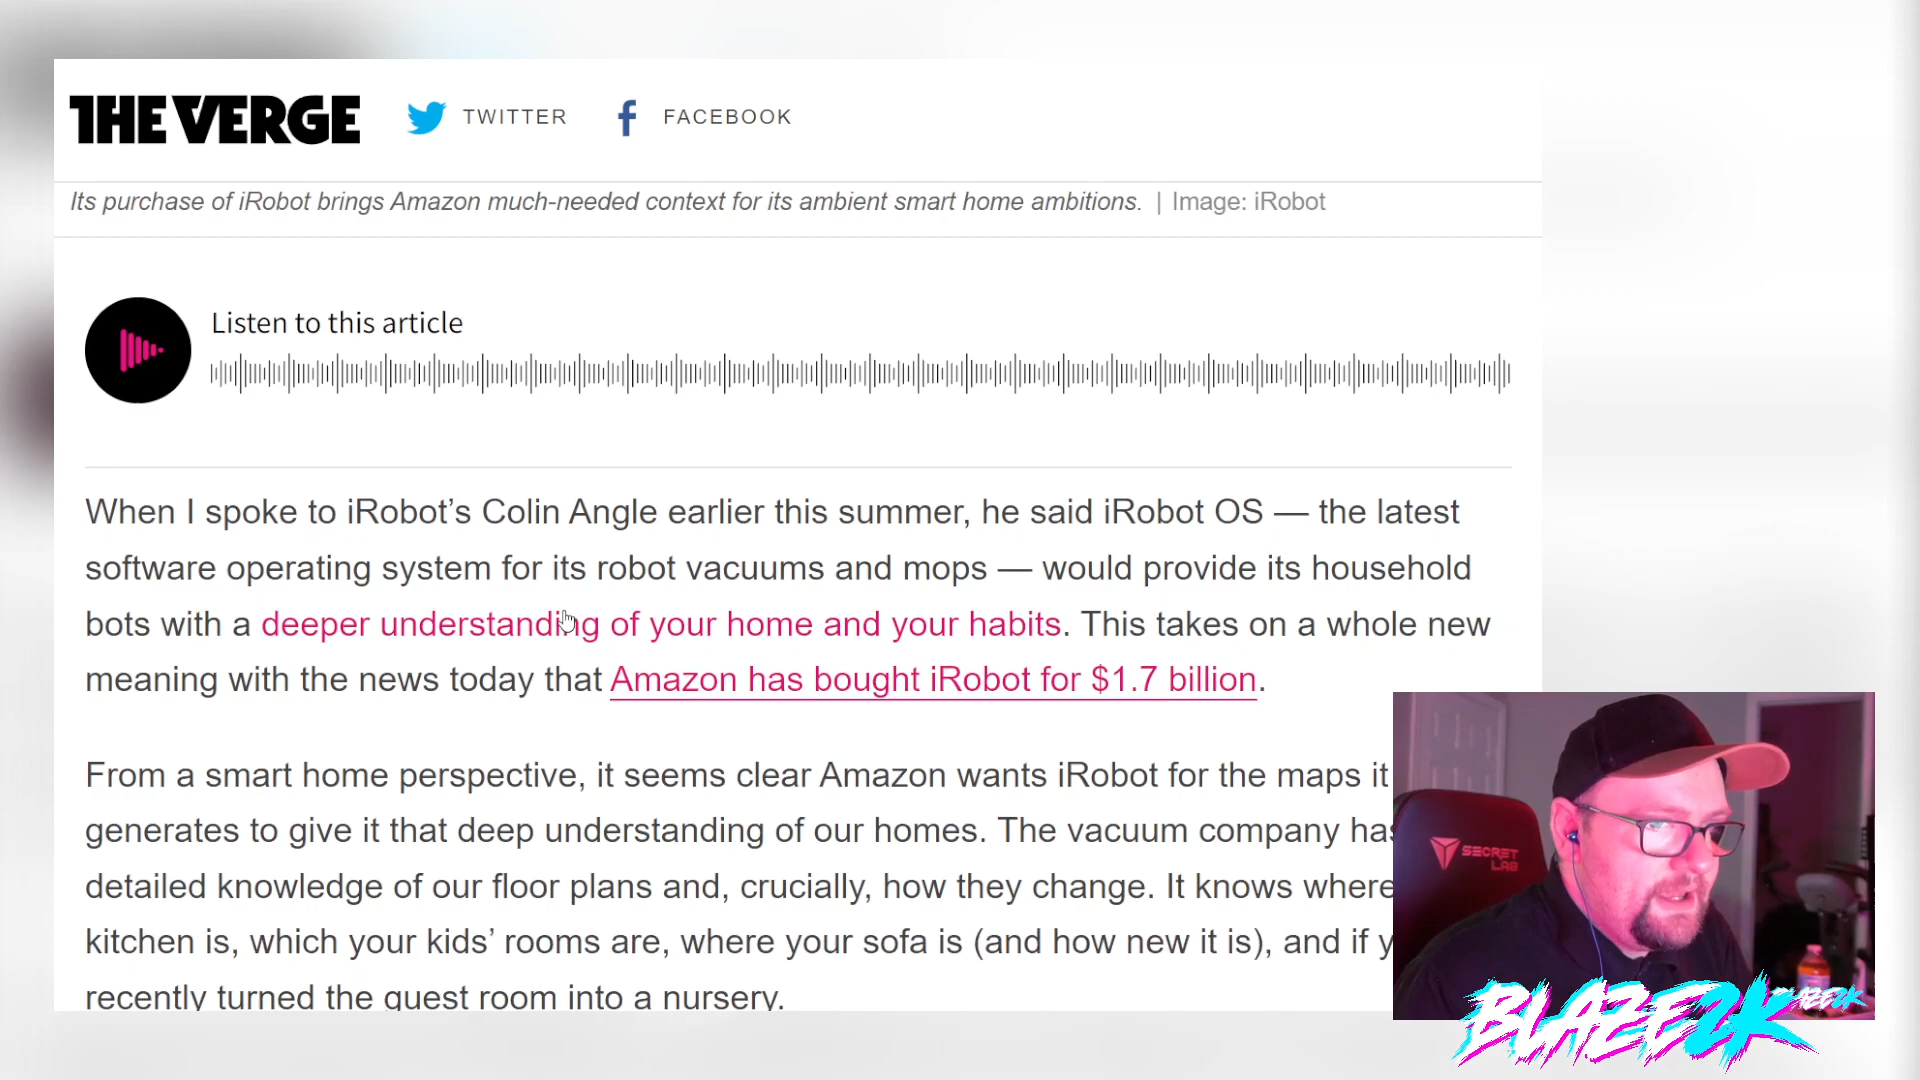 THE VERGE TWITTER FACEBOOK
Its purchase of iRobot brings Amazon much-needed context for its ambient smart home ambitions. | Image: iRobot
Listen to this article
When I spoke to iRobot’s Colin Angle earlier this summer, he said iRobot OS — the latest
software operating system for its robot vacuums and mops — would provide its household
bots with a deeper understanding of your home and your habits. This takes on a whole new
meaning with the news today that Amazon has bought iRobot for $1.7 billion.
From a smart home perspective, it seems clear Amazon wants iRobot for the maps it
generates to give it that deep understanding of our homes. The vacuum company has
detailed knowledge of our floor plans and, crucially, how they change. It knows where
kitchen is, which your kids’ rooms are, where your sofa is (and how new it is), and if y
recently turned the guest room into a nursery.
SECRET
LAB
BLAZE2K